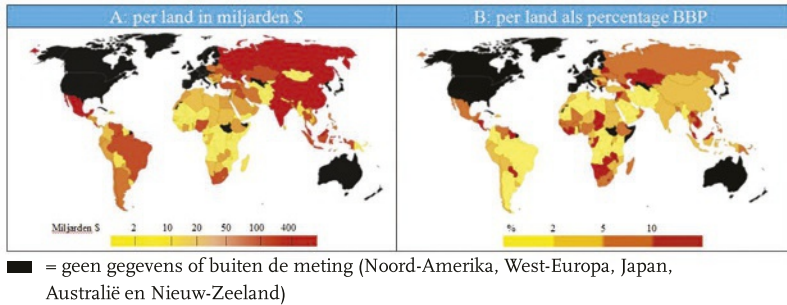 A: per land in miljarden $
B: per land als percentage BBP
Miljarden $ 2 10 20 50 100 400
% 2 5 10
= geen gegevens of buiten de meting (Noord-Amerika, West-Europa, Japan,
Australië en Nieuw-Zeeland)